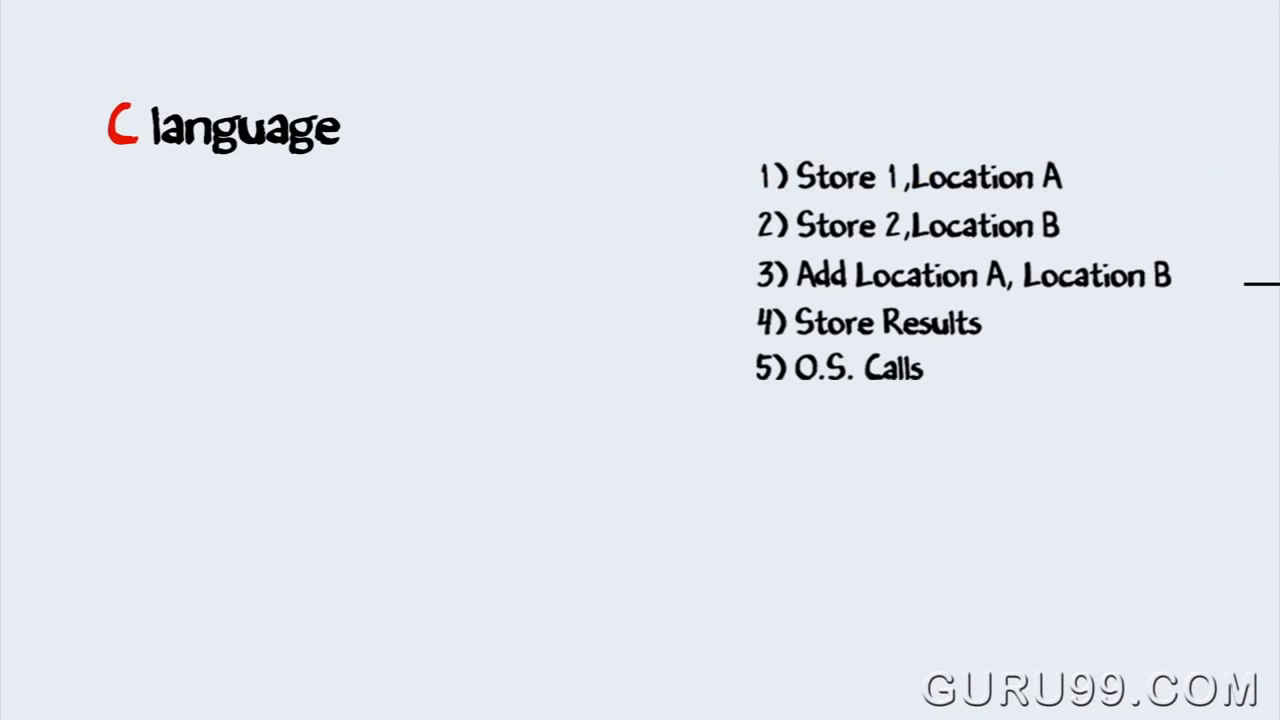 C language
1) Store 1,Location A
2) Store 2,Location B
3) Add Location A, Location B
4) Store Results
5) O.S. Calls
GURU99.COM